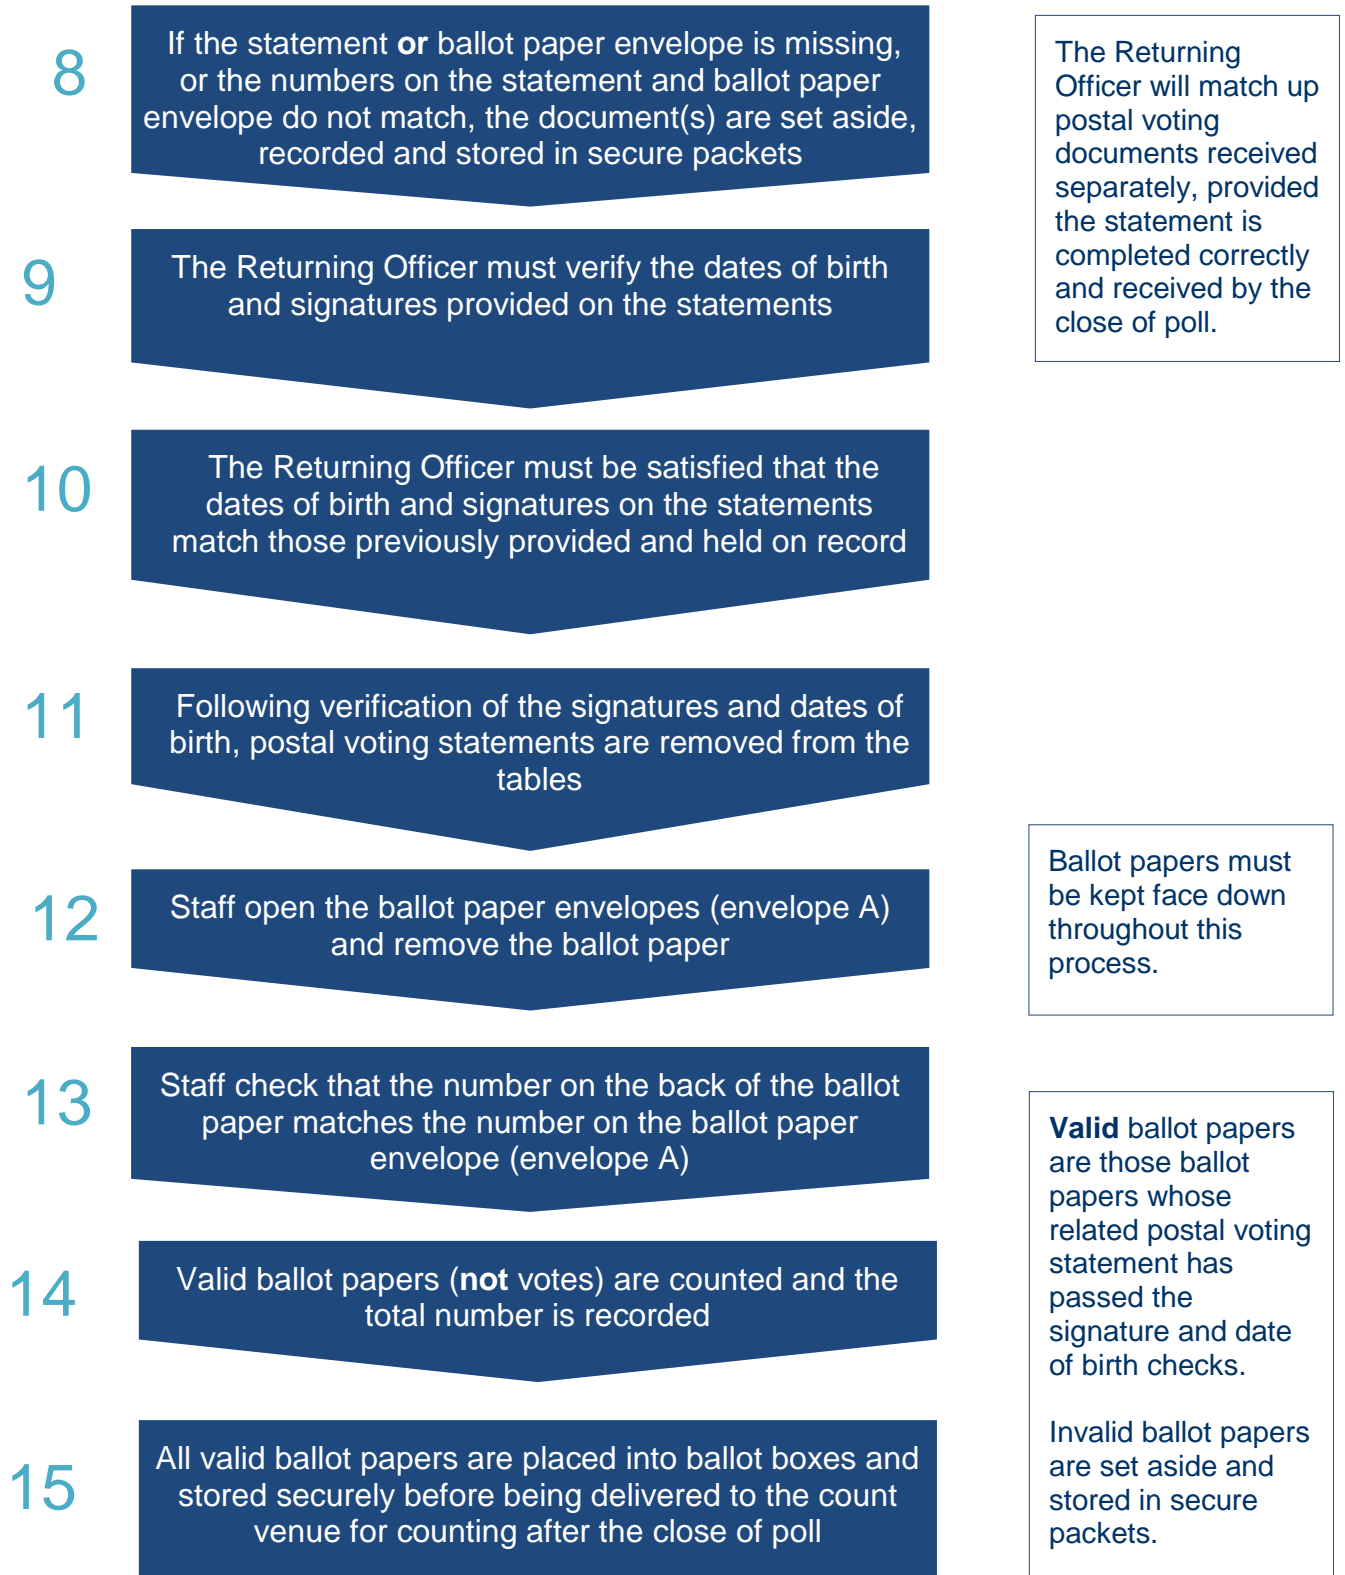 8
If the statement or ballot paper envelope is missing,
or the numbers on the statement and ballot paper
envelope do not match, the document(s) are set aside,
recorded and stored in secure packets
The Returning
Officer will match up
postal voting
documents received
separately, provided
the statement is
completed correctly
and received by the
close of poll.
9
The Returning Officer must verify the dates of birth
and signatures provided on the statements
10
The Returning Officer must be satisfied that the
dates of birth and signatures on the statements
match those previously provided and held on record
11
Following verification of the signatures and dates of
birth, postal voting statements are removed from the
tables
12
Staff open the ballot paper envelopes (envelope A)
and remove the ballot paper
Ballot papers must
be kept face down
throughout this
process.
13
Staff check that the number on the back of the ballot
paper matches the number on the ballot paper
envelope (envelope A)
Valid ballot papers
are those ballot
papers whose
related postal voting
statement has
passed the
signature and date
of birth checks.
Invalid ballot papers
are set aside and
stored in secure
packets.
14
Valid ballot papers (not votes) are counted and the
total number is recorded
15
All valid ballot papers are placed into ballot boxes and
stored securely before being delivered to the count
venue for counting after the close of poll